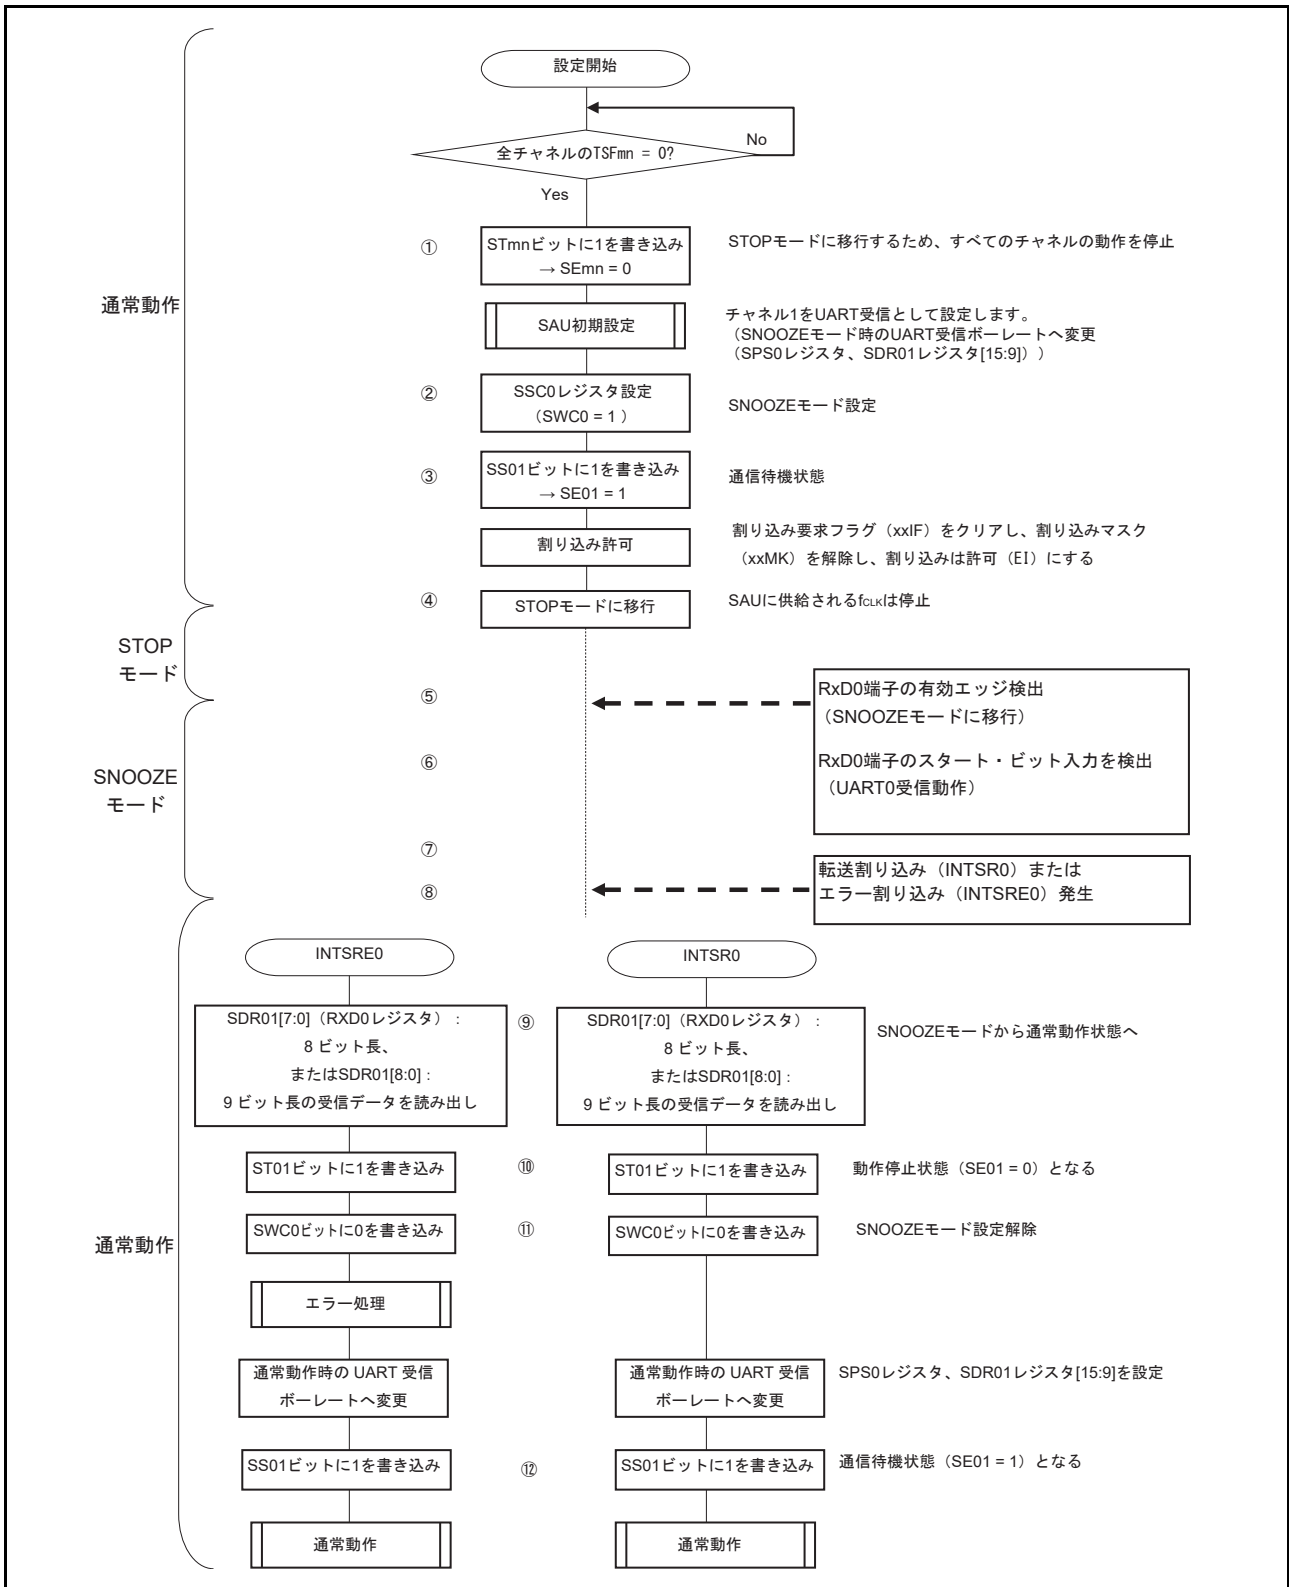 設定開始
No
全チャネルのTSFmn = 0?
Yes
①
STmnビットに1を書き込み
→ SEmn = 0
STOPモードに移行するため、すべてのチャネルの動作を停止
通常動作
SAU初期設定
チャネル1をUART受信として設定します。
（SNOOZEモード時のUART受信ボーレートへ変更
（SPS0レジスタ、SDR01レジスタ[15:9]））
②
SSC0レジスタ設定
（SWC0 = 1 ）
SNOOZEモード設定
③
SS01ビットに1を書き込み
→ SE01 = 1
通信待機状態
割り込み許可
割り込み要求フラグ（xxIF）をクリアし、割り込みマスク
（xxMK）を解除し、割り込みは許可（EI）にする
④
STOPモードに移行
SAUに供給されるfCLKは停止
STOP
モード
⑤
RxD0端子の有効エッジ検出
（SNOOZEモードに移行）
⑥
RxD0端子のスタート・ビット入力を検出
（UART0受信動作）
SNOOZE
モード
⑦
⑧
転送割り込み（INTSR0）または
エラー割り込み（INTSRE0）発生
INTSRE0
INTSR0
SDR01[7:0]（RXD0レジスタ）:
8 ビット長、
またはSDR01[8:0] :
9 ビット長の受信データを読み出し
⑨
SDR01[7:0]（RXD0レジスタ）:
8 ビット長、
またはSDR01[8:0] :
9 ビット長の受信データを読み出し
SNOOZEモードから通常動作状態へ
ST01ビットに1を書き込み
⑩
ST01ビットに1を書き込み
動作停止状態（SE01 = 0）となる
通常動作
SWC0ビットに0を書き込み
⑪
SWC0ビットに0を書き込み
SNOOZEモード設定解除
エラー処理
通常動作時の UART 受信
ボーレートへ変更
通常動作時の UART 受信
ボーレートへ変更
SPS0レジスタ、SDR01レジスタ[15:9]を設定
SS01ビットに1を書き込み
⑫
SS01ビットに1を書き込み
通信待機状態（SE01 = 1）となる
通常動作
通常動作